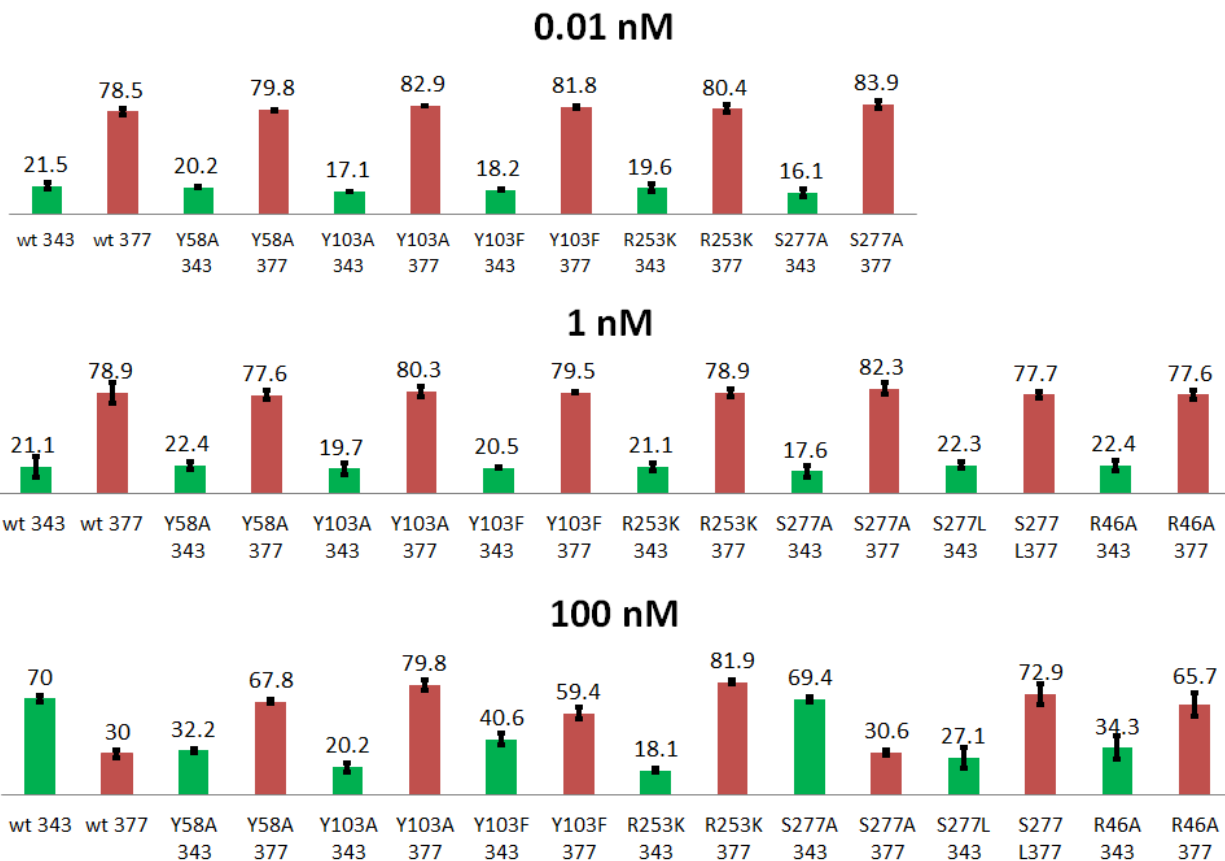 0.01 nM
78.5 79.8 82.9 81.8 80.4 83.9
21.5 20.2 17.1 18.2 19.6 16.1
wt 343 wt 377 Y58A Y58A Y103A Y103A Y103F Y103F R253K R253K S277A S277A
343 377 343 377 343 377 343 377 343 377
1 nM
78.9 77.6 80.3 79.5 78.9 82.3 77.7 77.6
21.1 22.4 19.7 20.5 21.1 17.6 22.3 22.4
wt 343 wt 377 Y58A Y58A Y103A Y103A Y103F Y103F R253K R253K S277A S277A S277L S277 R46A R46A
343 377 343 377 343 377 343 377 343 377 343 L377 343 377
100 nM
70 30 32.2 67.8 20.2 79.8 40.6 59.4 18.1 81.9 69.4 30.6 27.1 72.9 34.3 65.7
wt 343 wt 377 Y58A Y58A Y103A Y103A Y103F Y103F R253K R253K S277A S277A S277L S277 R46A R46A
343 377 343 377 343 377 343 377 343 377 343 L377 343 377